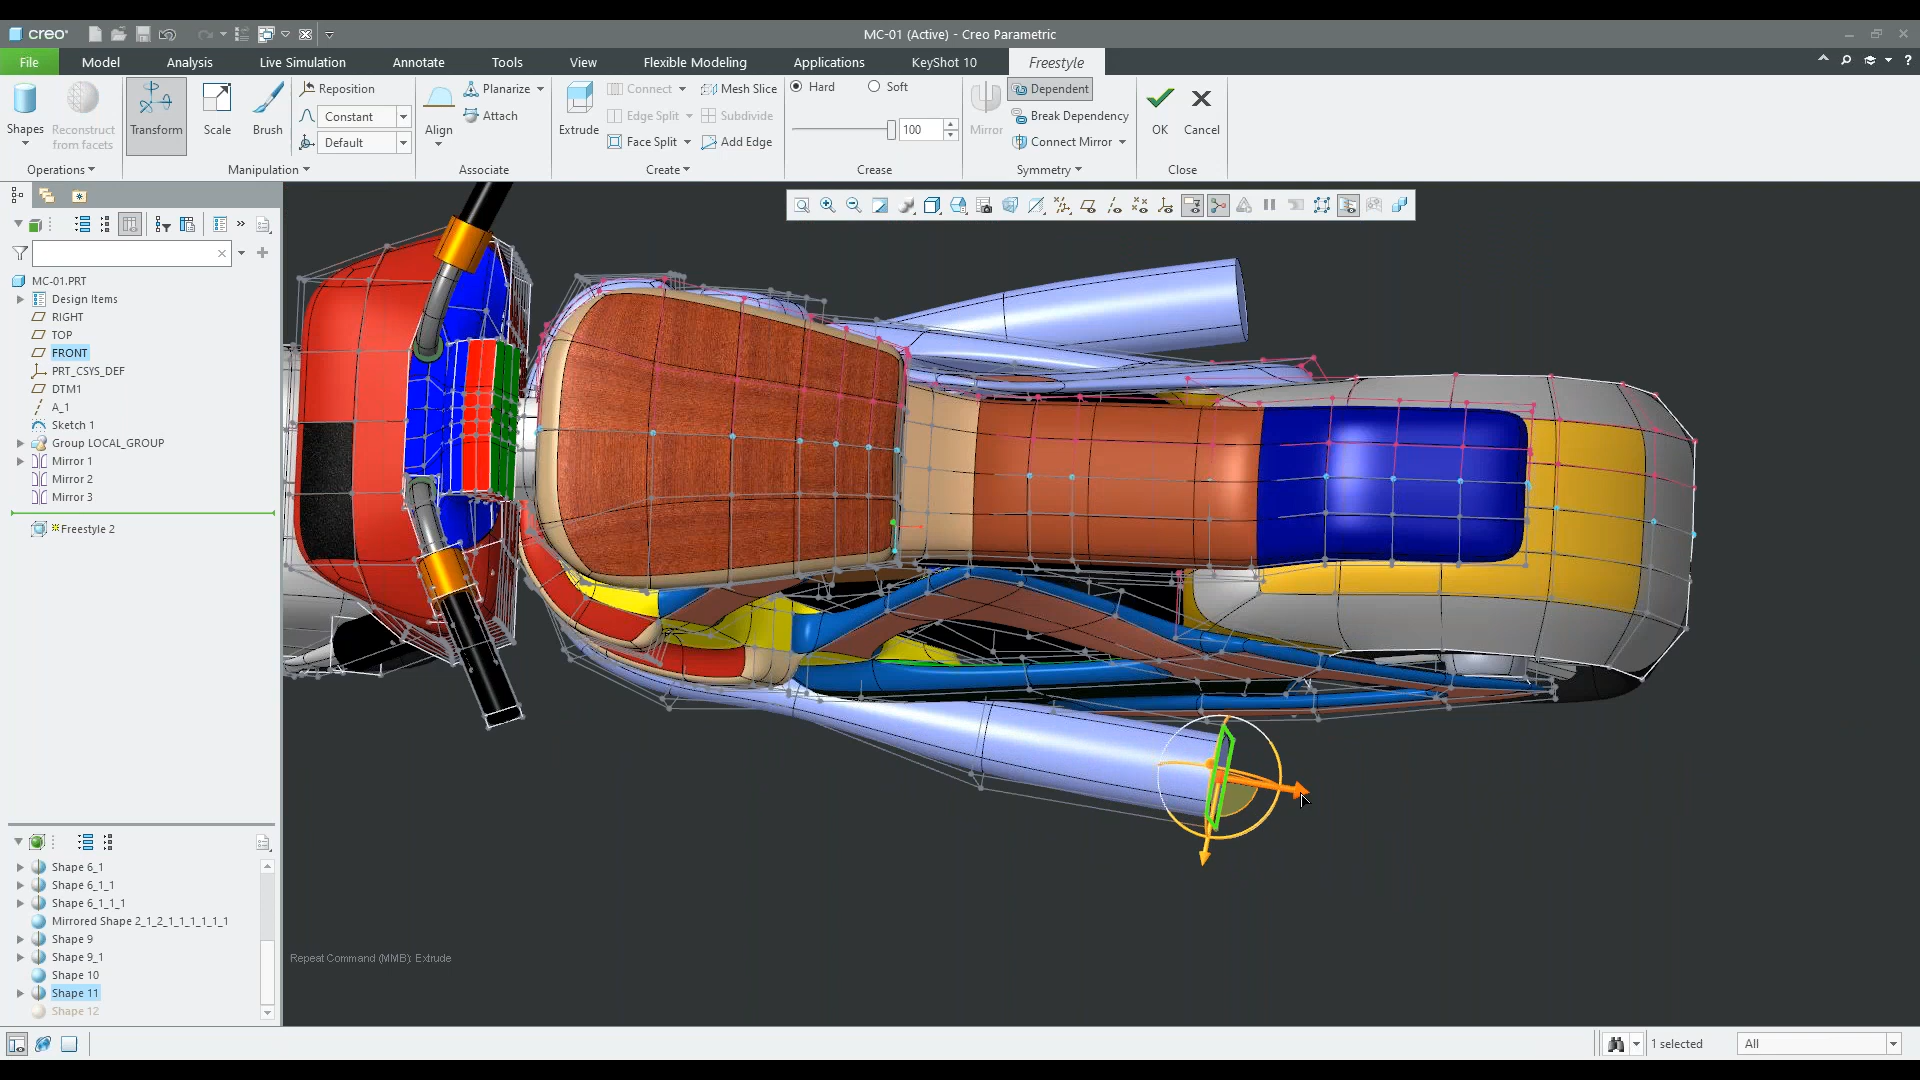 creo®
MC-01 (Active) - Creo Parametric
File
Model
Analysis
Live Simulation
Annotate
Tools
View
Flexible Modeling
Applications
KeyShot 10
Freestyle
Shapes
Reconstruct
from facets
Operations
Transform
Scale
Brush
Reposition
Constant
Default
Manipulation
Align
Planarize
Attach
Associate
Extrude
Connect
Edge Split
Face Split
Mesh Slice
Subdivide
Add Edge
Create
Hard
Soft
100
Crease
Mirror
Dependent
Break Dependency
Connect Mirror
Symmetry
OK
Cancel
Close
MC-01.PRT
Design Items
RIGHT
TOP
FRONT
PRT_CSYS_DEF
DTM1
A_1
Sketch 1
Group LOCAL_GROUP
Mirror 1
Mirror 2
Mirror 3
Freestyle 2
Shape 6_1
Shape 6_1_1
Shape 6_1_1_1
Mirrored Shape 2_1_2_1_1_1_1_1_1
Shape 9
Shape 9_1
Shape 10
Shape 11
Shape 12
Repeat Command (MMB): Extrude
1 selected
All